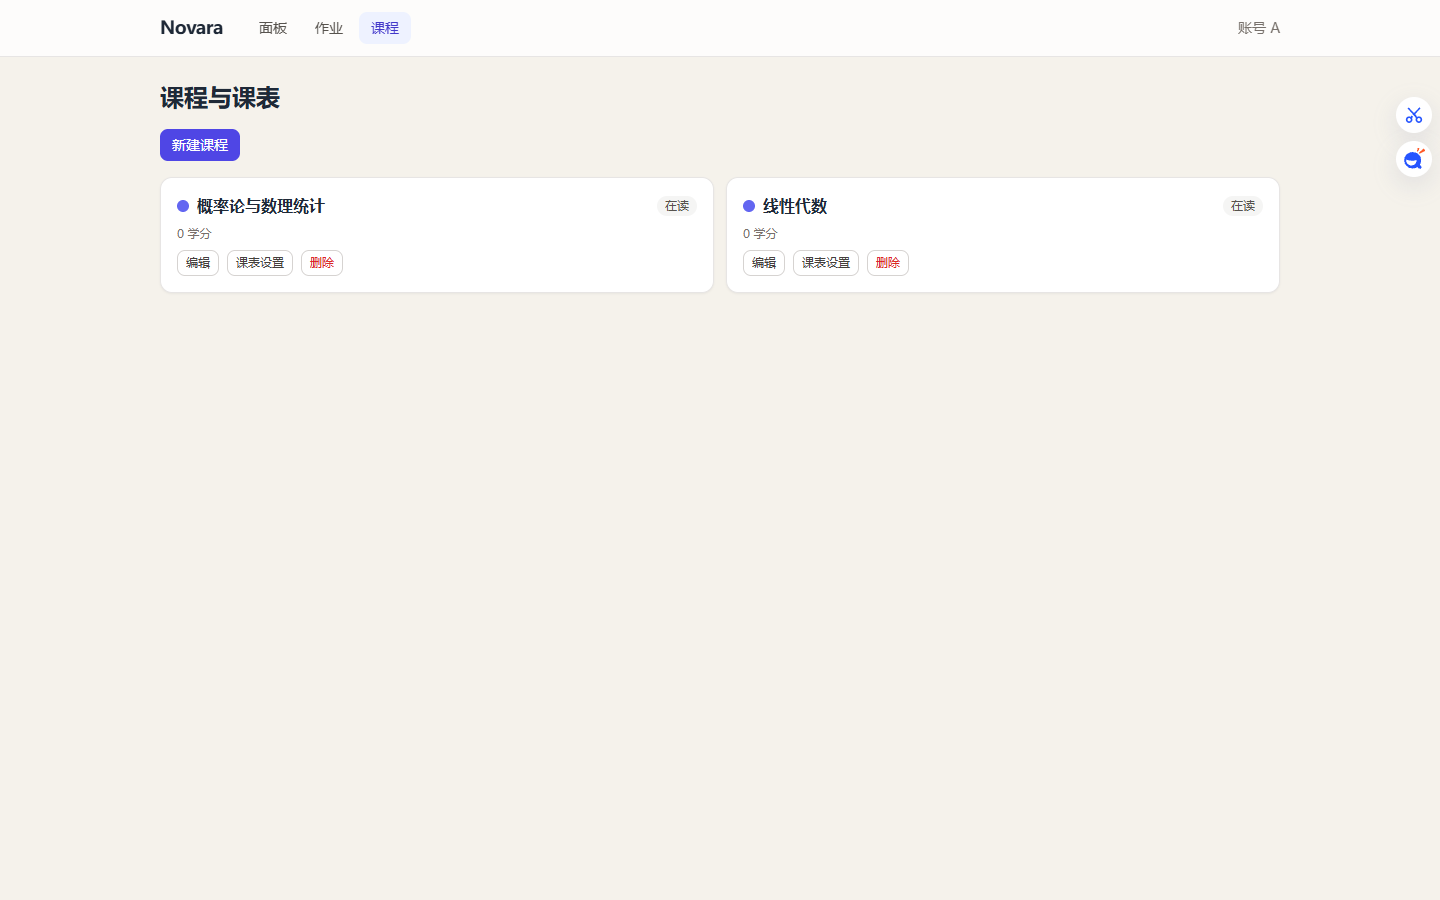 Novara 面板 作业 课程 账号 A
课程与课表
新建课程
概率论与数理统计 在读
0 学分
编辑 课表设置 删除
线性代数 在读
0 学分
编辑 课表设置 删除